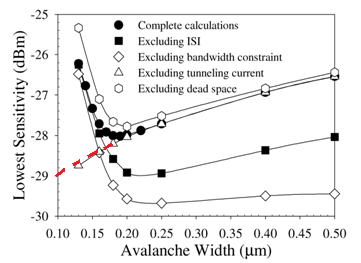 -25
-26
-27
-28
-29
-30
Lowest Sensitivity (dBm)
Complete calculations
Excluding ISI
Excluding bandwidth constraint
Excluding tunneling current
Excluding dead space
0.10 0.15 0.20 0.25 0.30 0.35 0.40 0.45 0.50
Avalanche Width (μm)